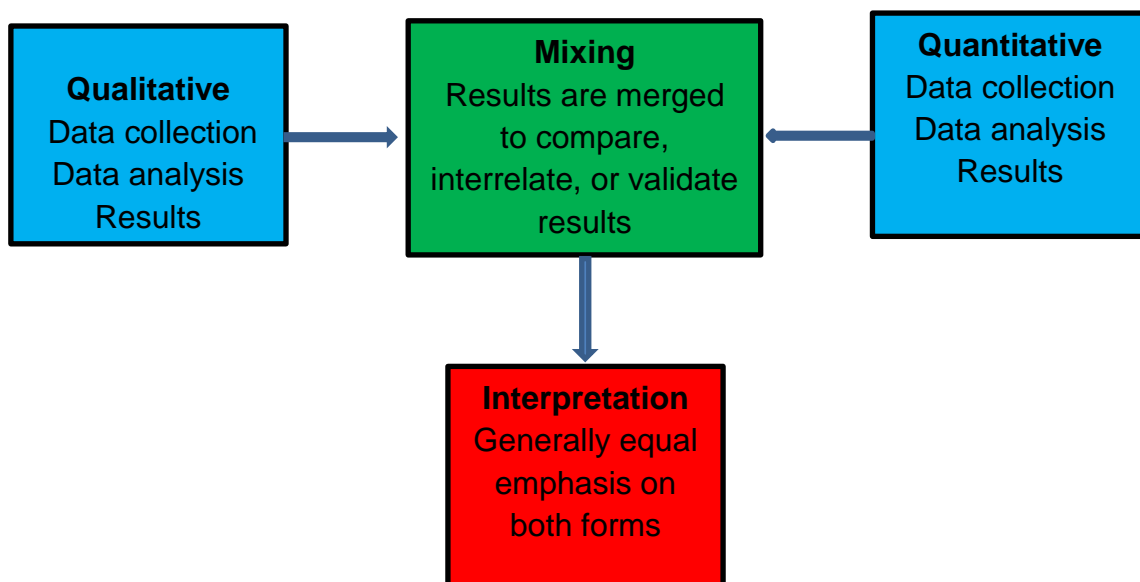 Qualitative
Data collection
Data analysis
Results
Mixing
Results are merged
to compare,
interrelate, or validate
results
Quantitative
Data collection
Data analysis
Results
Interpretation
Generally equal
emphasis on
both forms